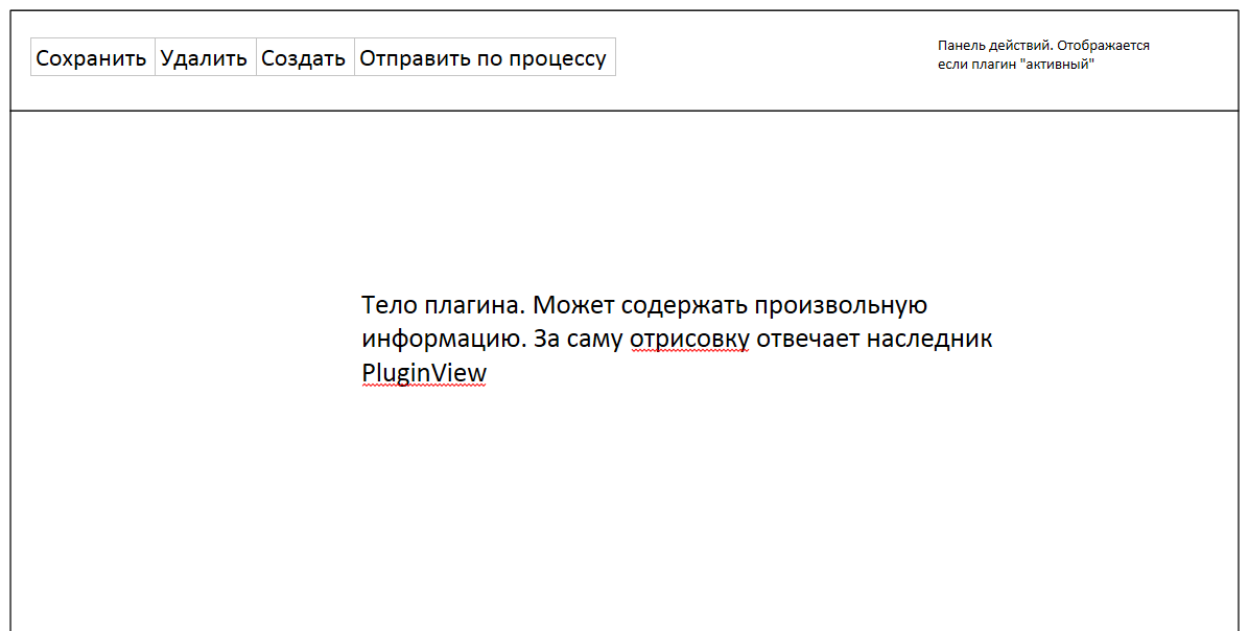 Сохранить Удалить Создать Отправить по процессу
Панель действий. Отображается
если плагин "активный"
Тело плагина. Может содержать произвольную
информацию. За саму отрисовку отвечает наследник
PluginView